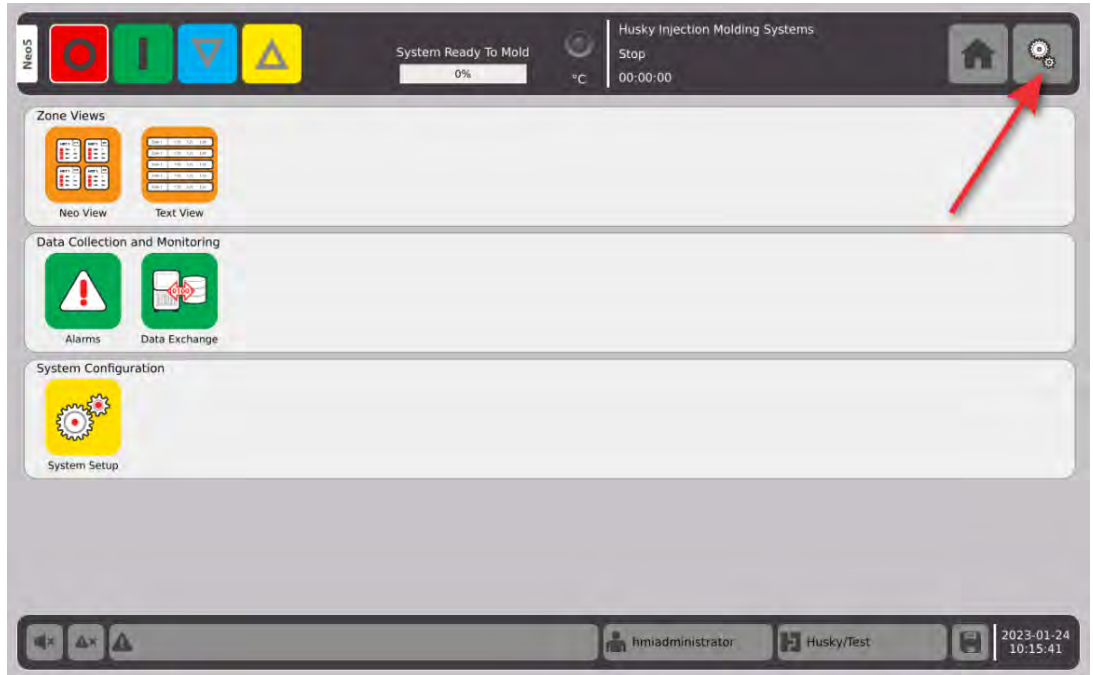 NeoS
System Ready To Mold
0%
°C
Husky Injection Molding Systems
Stop
00:00:00
Zone Views
Neo View
Text View
Data Collection and Monitoring
Alarms
Data Exchange
System Configuration
System Setup
hmiadministrator
Husky/Test
2023-01-24
10:15:41